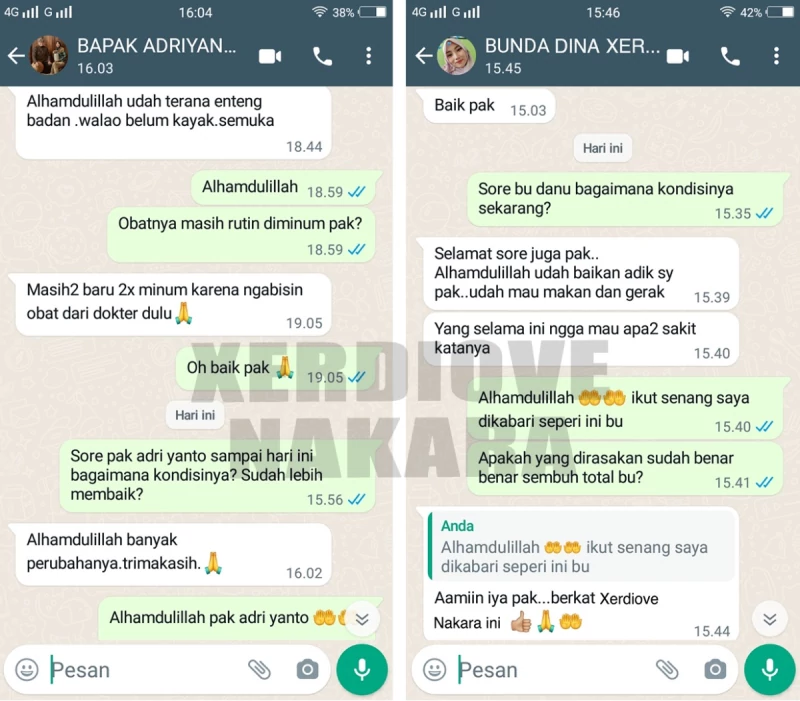 4G G 16:04 38%
BAPAK ADRIYAN...
16.03
Alhamdulillah udah terana enteng
badan .walao belum kayak.semuka
18.44
Alhamdulillah 18.59
Obatnya masih rutin diminum pak?
18.59
Masih2 baru 2x minum karena ngabisin
obat dari dokter dulu🙏
19.05
Oh baik pak 🙏 19.05
Hari ini
Sore pak adri yanto sampai hari ini
bagaimana kondisinya? Sudah lebih
membaik?
15.56
Alhamdulillah banyak
perubahanya.trimakasih.🙏
16.02
Alhamdulillah pak adri yanto 🤲
Pesan
4G G 15:46 42%
BUNDA DINA XER...
15.45
Baik pak 15.03
Hari ini
Sore bu danu bagaimana kondisinya
sekarang?
15.35
Selamat sore juga pak..
Alhamdulillah udah baikan adik sy
pak..udah mau makan dan gerak 15.39
Yang selama ini ngga mau apa2 sakit
katanya
15.40
Alhamdulillah 🤲🤲 ikut senang saya
dikabari seperi ini bu
15.40
Apakah yang dirasakan sudah benar
benar sembuh total bu?
15.41
Anda
Alhamdulillah 🤲🤲 ikut senang saya
dikabari seperi ini bu
Aamiin iya pak...berkat Xerdiove
Nakara ini 👍🙏🤲
15.44
Pesan
XERDIOVE
NAKARA